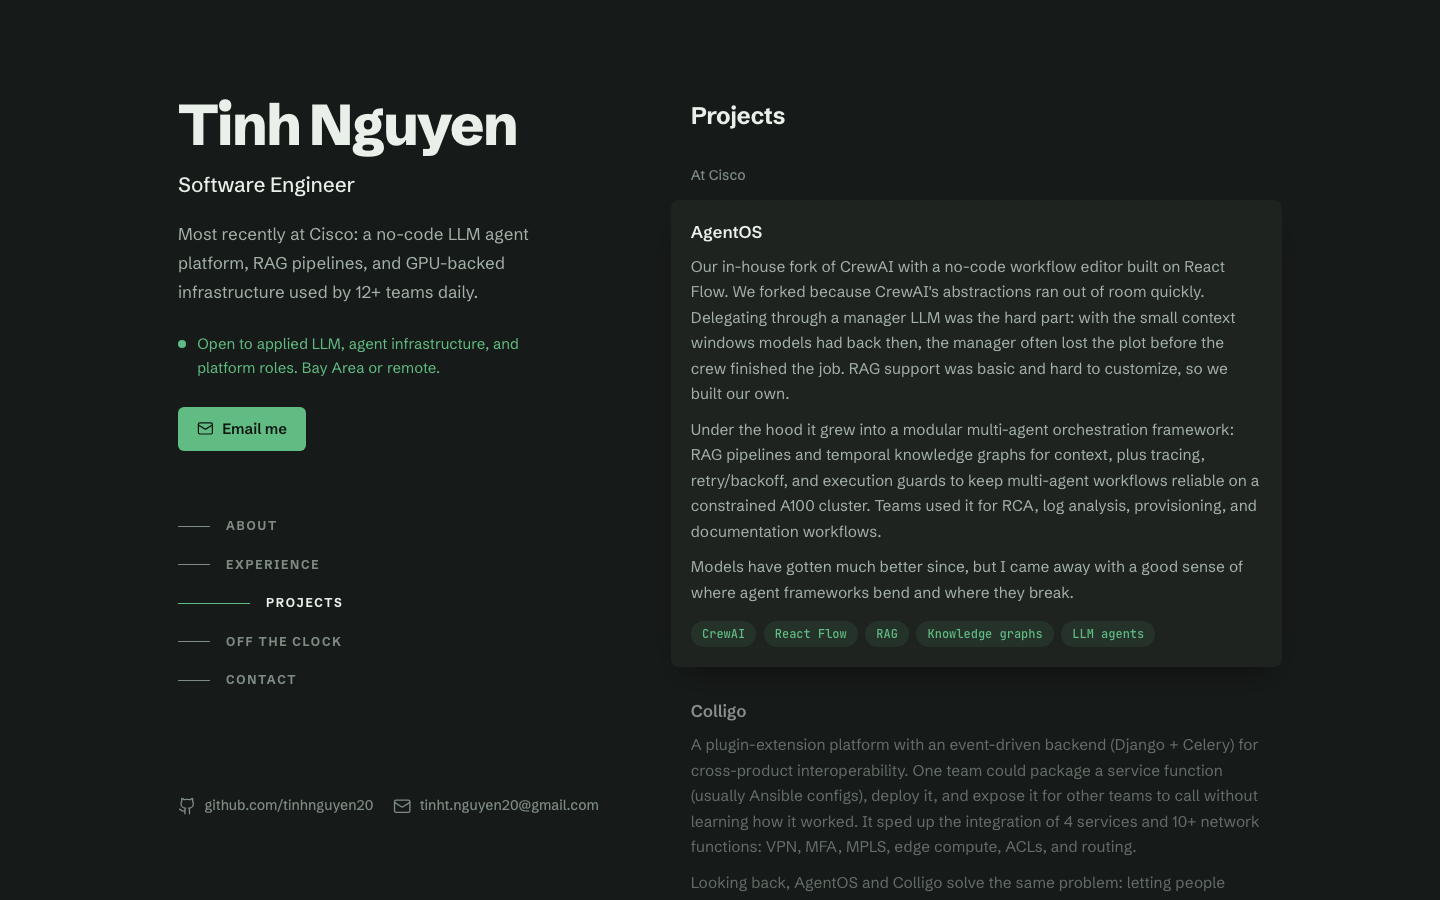 Tinh Nguyen
Software Engineer
Most recently at Cisco: a no-code LLM agent
platform, RAG pipelines, and GPU-backed
infrastructure used by 12+ teams daily.
Open to applied LLM, agent infrastructure, and
platform roles. Bay Area or remote.
Email me
ABOUT
EXPERIENCE
PROJECTS
OFF THE CLOCK
CONTACT
github.com/tinhnguyen20
tinht.nguyen20@gmail.com
Projects
At Cisco
AgentOS
Our in-house fork of CrewAI with a no-code workflow editor built on React
Flow. We forked because CrewAI's abstractions ran out of room quickly.
Delegating through a manager LLM was the hard part: with the small context
windows models had back then, the manager often lost the plot before the
crew finished the job. RAG support was basic and hard to customize, so we
built our own.
Under the hood it grew into a modular multi-agent orchestration framework:
RAG pipelines and temporal knowledge graphs for context, plus tracing,
retry/backoff, and execution guards to keep multi-agent workflows reliable on a
constrained A100 cluster. Teams used it for RCA, log analysis, provisioning, and
documentation workflows.
Models have gotten much better since, but I came away with a good sense of
where agent frameworks bend and where they break.
CrewAI
React Flow
RAG
Knowledge graphs
LLM agents
Colligo
A plugin-extension platform with an event-driven backend (Django + Celery) for
cross-product interoperability. One team could package a service function
(usually Ansible configs), deploy it, and expose it for other teams to call without
learning how it worked. It sped up the integration of 4 services and 10+ network
functions: VPN, MFA, MPLS, edge compute, ACLs, and routing.
Looking back, AgentOS and Colligo solve the same problem: letting people